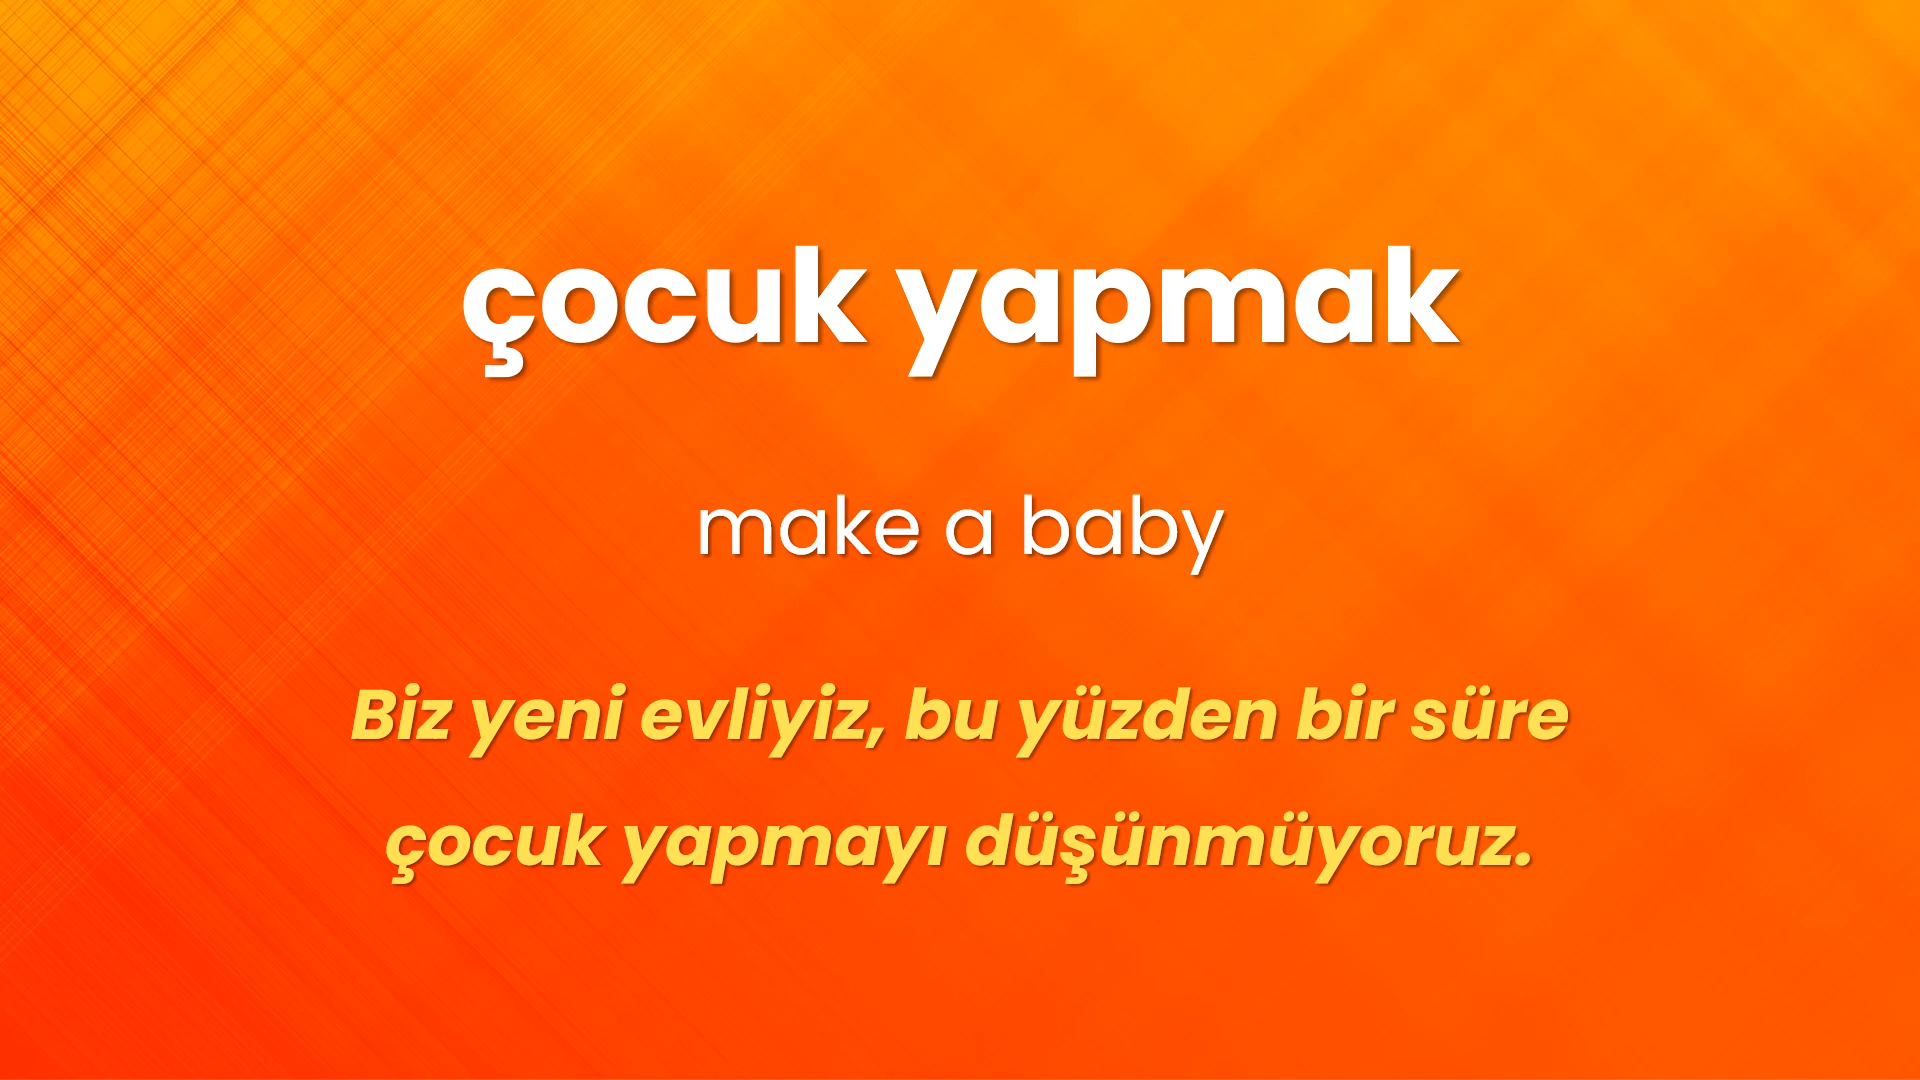 çocuk yapmak
make a baby
Biz yeni evliyiz, bu yüzden bir süre
çocuk yapmayı düşünmüyoruz.